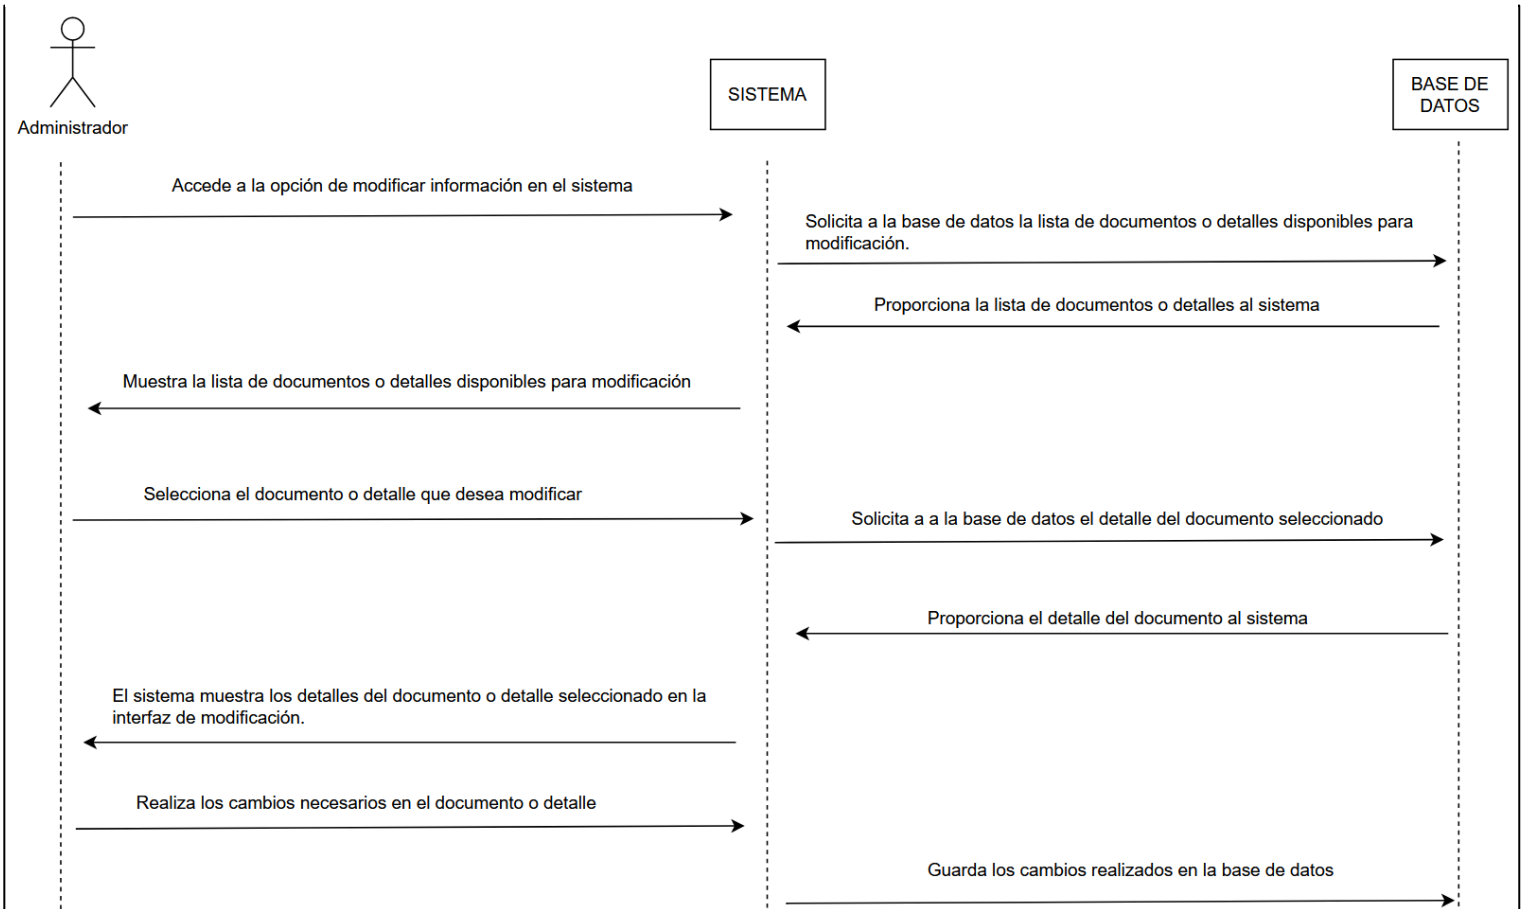 Administrador
SISTEMA
BASE DE
DATOS
Accede a la opción de modificar información en el sistema
Solicita a la base de datos la lista de documentos o detalles disponibles para
modificación.
Proporciona la lista de documentos o detalles al sistema
Muestra la lista de documentos o detalles disponibles para modificación
Selecciona el documento o detalle que desea modificar
Solicita a a la base de datos el detalle del documento seleccionado
Proporciona el detalle del documento al sistema
El sistema muestra los detalles del documento o detalle seleccionado en la
interfaz de modificación.
Realiza los cambios necesarios en el documento o detalle
Guarda los cambios realizados en la base de datos